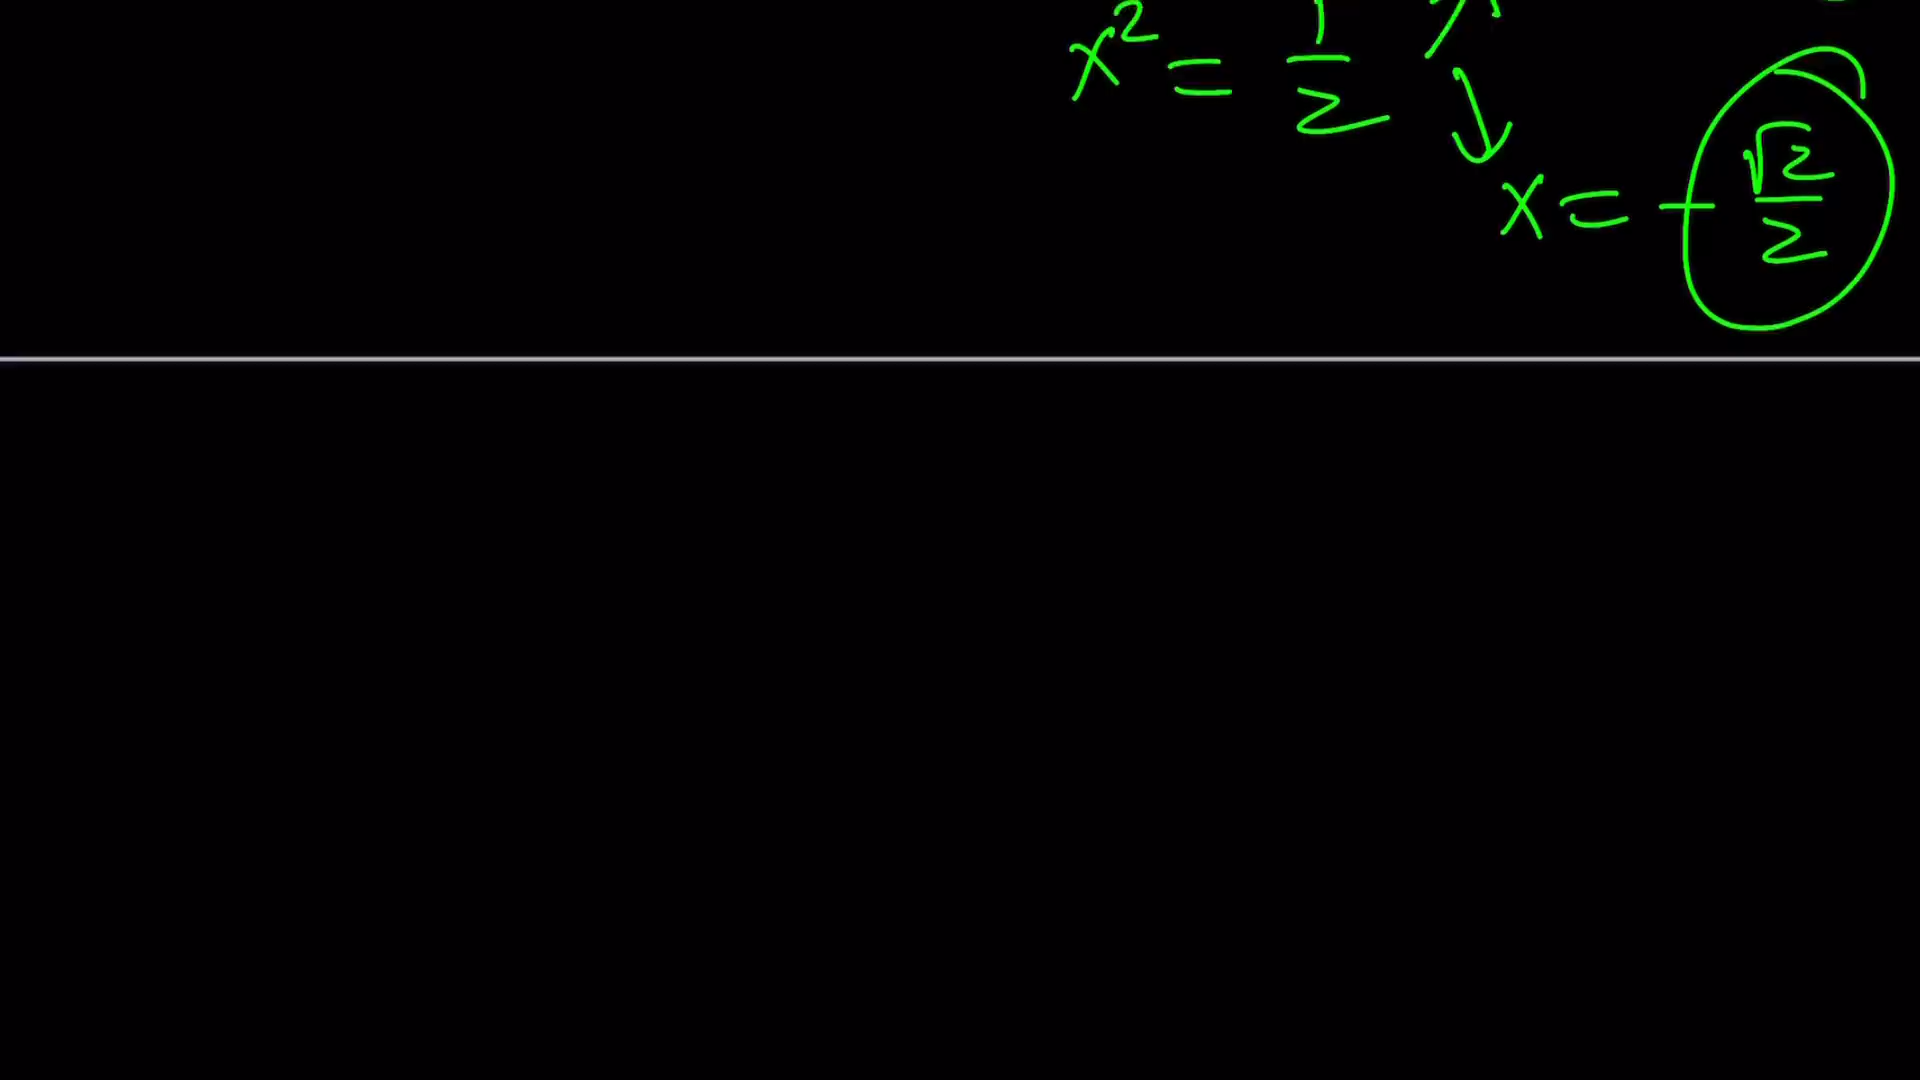 x² = 1/2
x = -√2/2